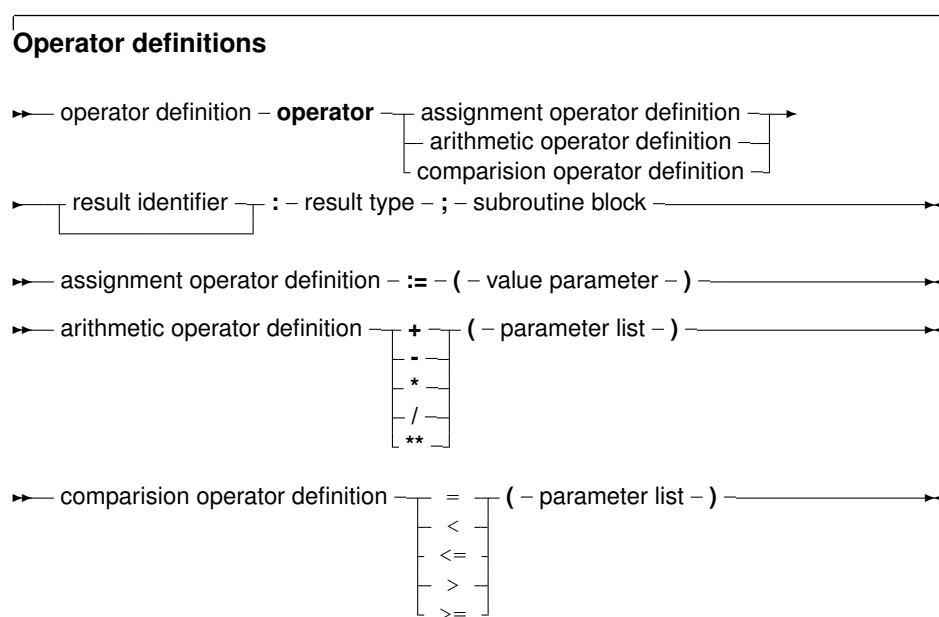 Operator definitions
operator definition – operator – assignment operator definition
arithmetic operator definition
comparision operator definition
result identifier : – result type – ; – subroutine block
assignment operator definition – := – ( – value parameter – )
arithmetic operator definition + ( – parameter list – )
-
*
/
**
comparision operator definition = ( – parameter list – )
<
<=
>
>=